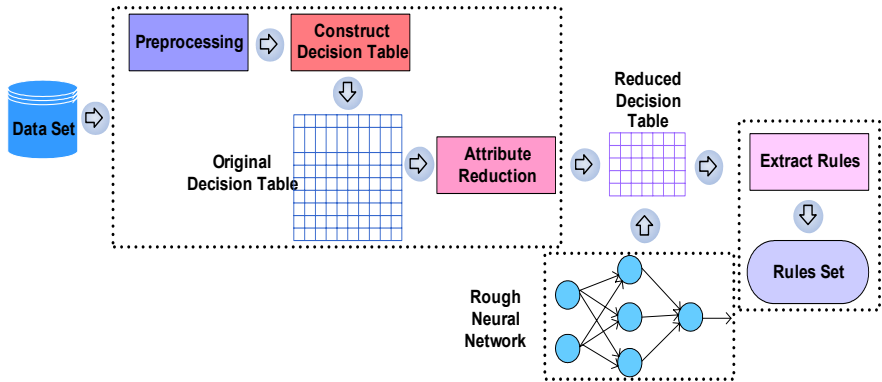 Preprocessing
Construct
Decision Table
Data Set
Original
Decision Table
Attribute
Reduction
Reduced
Decision
Table
Extract Rules
Rules Set
Rough
Neural
Network